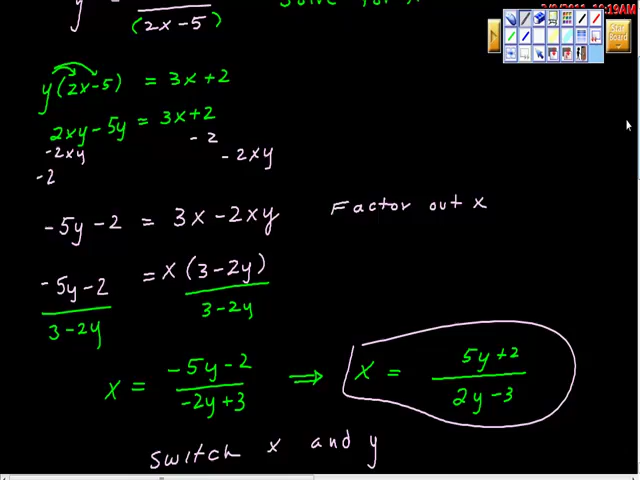 y = (2x-5)
y(2x-5) = 3x+2
2xy-5y = 3x+2
-2xy -2 -2xy
-2
-5y-2 = 3x-2xy Factor out x
-5y-2 = x(3-2y)
3-2y 3-2y
x = -5y-2 / -2y+3 ⇒ x = 5y+2 / 2y-3
switch x and y
Start
Board